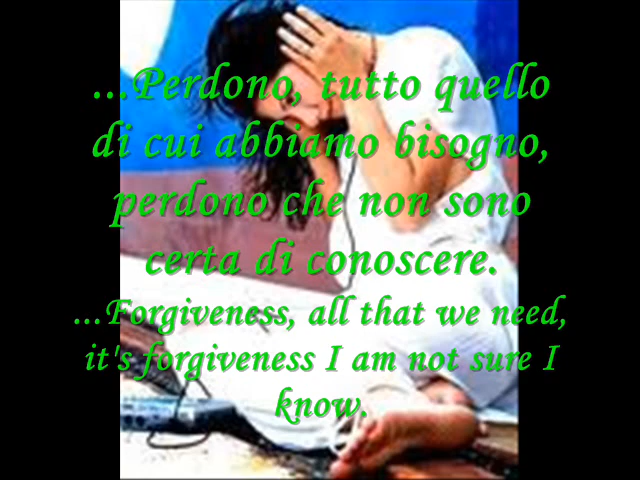 ...Perdono, tutto quello
di cui abbiamo bisogno,
perdono che non sono
certa di conoscere.
...Forgiveness, all that we need,
it's forgiveness I am not sure I
know.